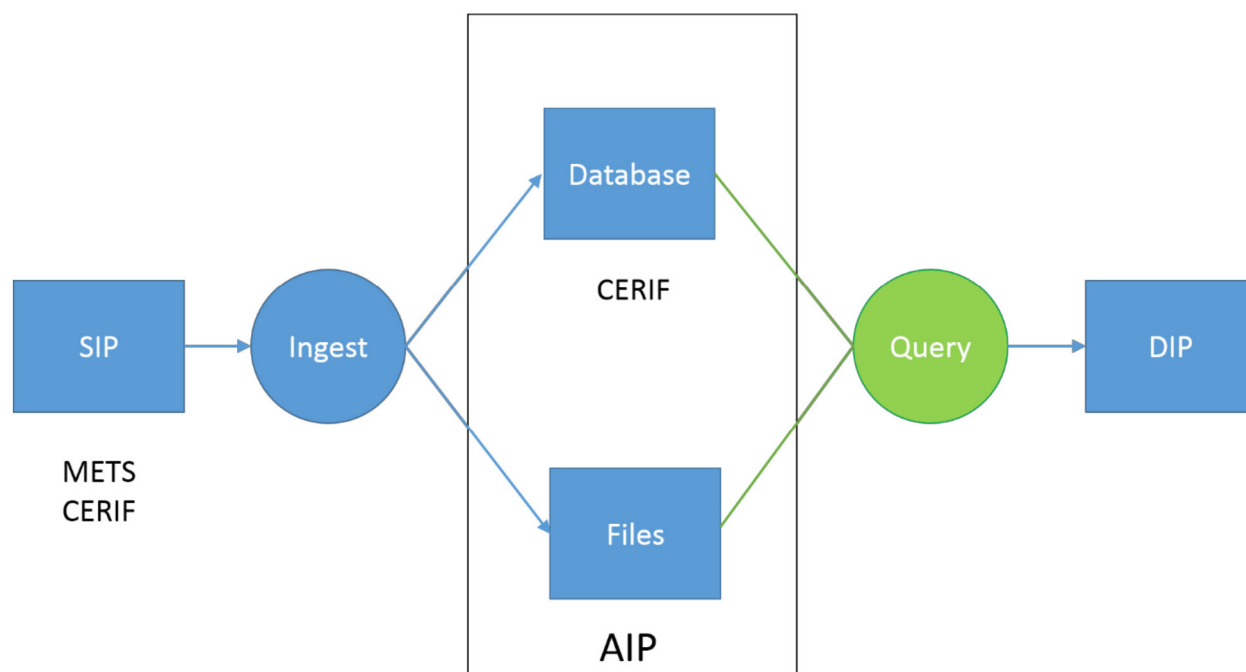 SIP
METS
CERIF
Ingest
Database
CERIF
Files
AIP
Query
DIP